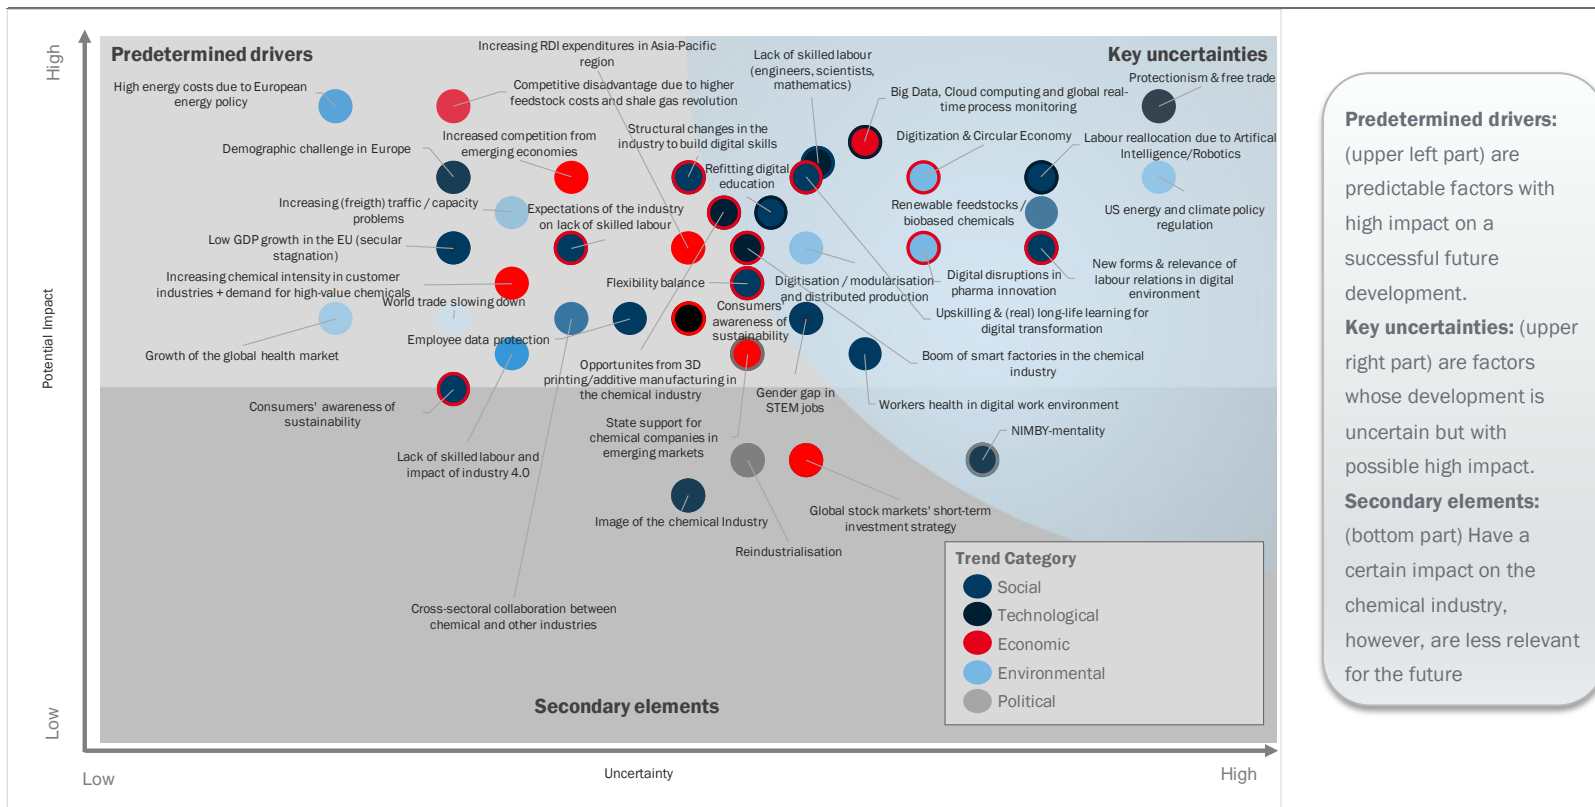 High
Predetermined drivers
Increasing RDI expenditures in Asia-Pacific
region
Lack of skilled labour
(engineers, scientists,
mathematics)
Key uncertainties
Protectionism & free trade
High energy costs due to European
energy policy
Competitive disadvantage due to higher
feedstock costs and shale gas revolution
Big Data, Cloud computing and global real-
time process monitoring
Demographic challenge in Europe
Increased competition from
emerging economies
Structural changes in the
industry to build digital skills
Digitization & Circular Economy
Labour reallocation due to Artifical
Intelligence/Robotics
Refitting digital
education
Increasing (freigth) traffic / capacity
problems
Expectations of the industry
on lack of skilled labour
Renewable feedstocks /
biobased chemicals
US energy and climate policy
regulation
Low GDP growth in the EU (secular
stagnation)
Increasing chemical intensity in customer
industries + demand for high-value chemicals
Flexibility balance
Digitisation / modularisation
and distributed production
Digital disruptions in
pharma innovation
New forms & relevance of
labour relations in digital
environment
World trade slowing down
Consumers'
awareness of
sustainability
Upskilling & (real) long-life learning for
digital transformation
Growth of the global health market
Employee data protection
Opportunites from 3D
printing/additive manufacturing in
the chemical industry
Boom of smart factories in the chemical
industry
Consumers' awareness of
sustainability
Gender gap in
STEM jobs
Workers health in digital work environment
State support for
chemical companies in
emerging markets
NIMBY-mentality
Lack of skilled labour and
impact of industry 4.0
Image of the chemical Industry
Global stock markets' short-term
investment strategy
Reindustrialisation
Cross-sectoral collaboration between
chemical and other industries
Secondary elements
Trend Category
Social
Technological
Economic
Environmental
Political
Potential Impact
Low
Low
Uncertainty
High
Predetermined drivers:
(upper left part) are
predictable factors with
high impact on a
successful future
development.
Key uncertainties: (upper
right part) are factors
whose development is
uncertain but with
possible high impact.
Secondary elements:
(bottom part) Have a
certain impact on the
chemical industry,
however, are less relevant
for the future